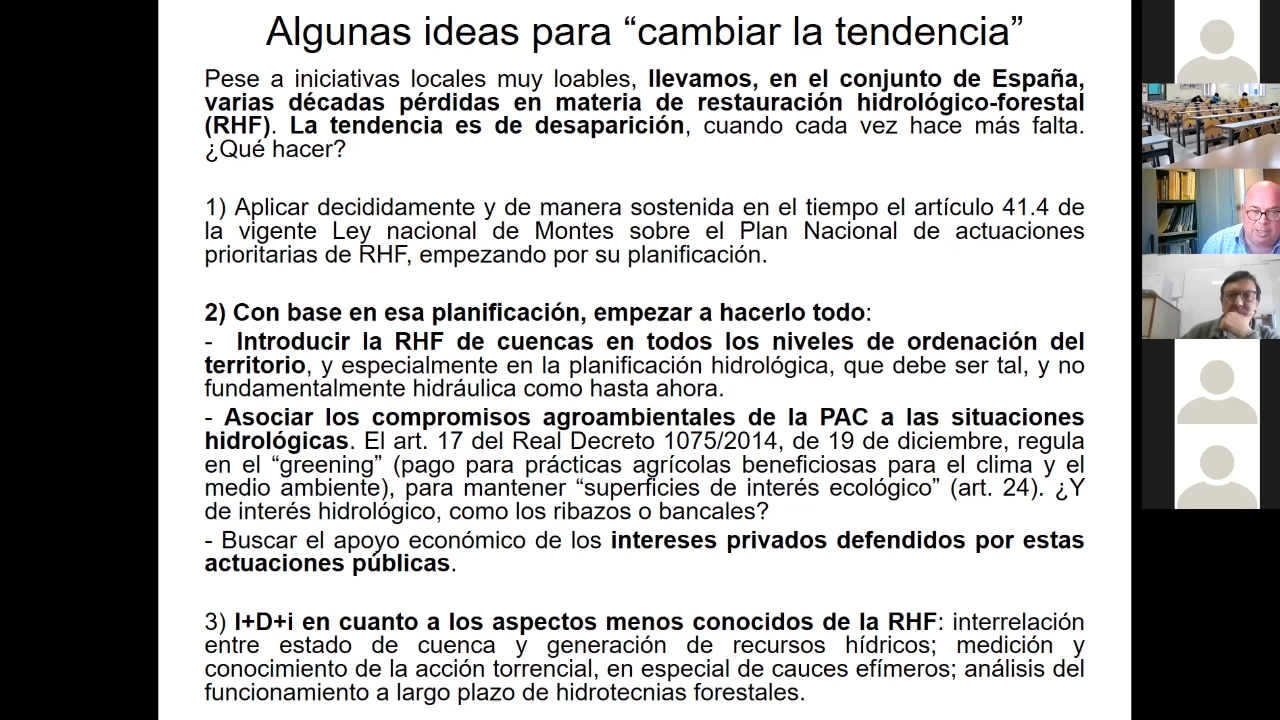 Algunas ideas para “cambiar la tendencia”
Pese a iniciativas locales muy loables, llevamos, en el conjunto de España,
varias décadas pérdidas en materia de restauración hidrológico-forestal
(RHF). La tendencia es de desaparición, cuando cada vez hace más falta.
¿Qué hacer?
1) Aplicar decididamente y de manera sostenida en el tiempo el artículo 41.4 de
la vigente Ley nacional de Montes sobre el Plan Nacional de actuaciones
prioritarias de RHF, empezando por su planificación.
2) Con base en esa planificación, empezar a hacerlo todo:
- Introducir la RHF de cuencas en todos los niveles de ordenación del
territorio, y especialmente en la planificación hidrológica, que debe ser tal, y no
fundamentalmente hidráulica como hasta ahora.
- Asociar los compromisos agroambientales de la PAC a las situaciones
hidrológicas. El art. 17 del Real Decreto 1075/2014, de 19 de diciembre, regula
en el “greening” (pago para prácticas agrícolas beneficiosas para el clima y el
medio ambiente), para mantener “superficies de interés ecológico” (art. 24). ¿Y
de interés hidrológico, como los ribazos o bancales?
- Buscar el apoyo económico de los intereses privados defendidos por estas
actuaciones públicas.
3) I+D+i en cuanto a los aspectos menos conocidos de la RHF: interrelación
entre estado de cuenca y generación de recursos hídricos; medición y
conocimiento de la acción torrencial, en especial de cauces efímeros; análisis del
funcionamiento a largo plazo de hidrotecnias forestales.